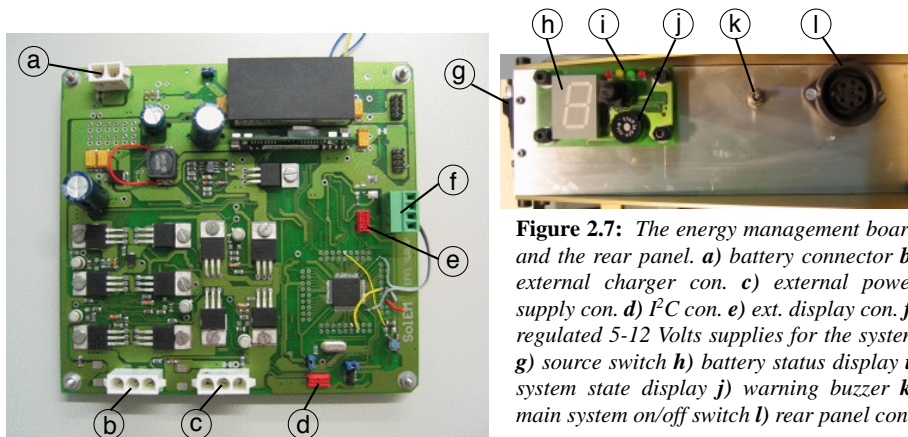 h i j k l
a
g
f
e
SolEM
b c d
Figure 2.7: The energy management boar
and the rear panel. a) battery connector b
external charger con. c) external powe
supply con. d) I²C con. e) ext. display con. f
regulated 5-12 Volts supplies for the system
g) source switch h) battery status display i
system state display j) warning buzzer k
main system on/off switch l) rear panel con